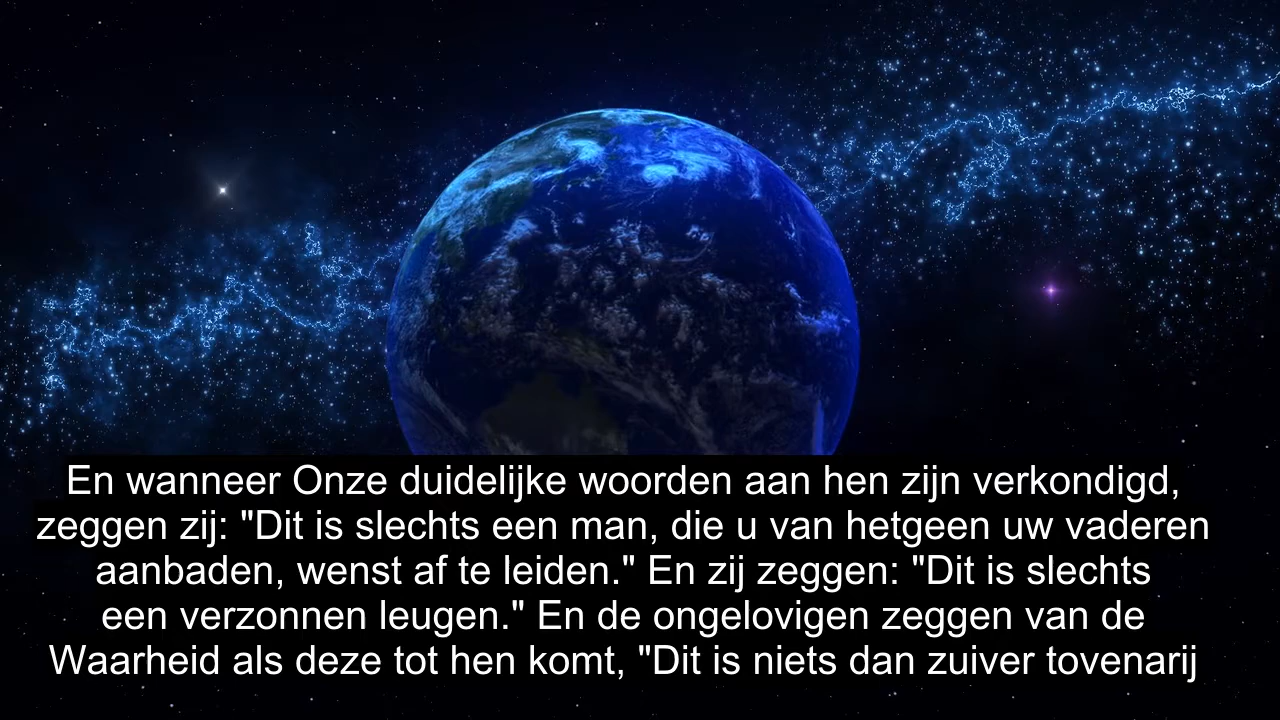 En wanneer Onze duidelijke woorden aan hen zijn verkondigd,
zeggen zij: "Dit is slechts een man, die u van hetgeen uw vaderen
aanbaden, wenst af te leiden." En zij zeggen: "Dit is slechts
een verzonnen leugen." En de ongelovigen zeggen van de
Waarheid als deze tot hen komt, "Dit is niets dan zuiver tovenarij